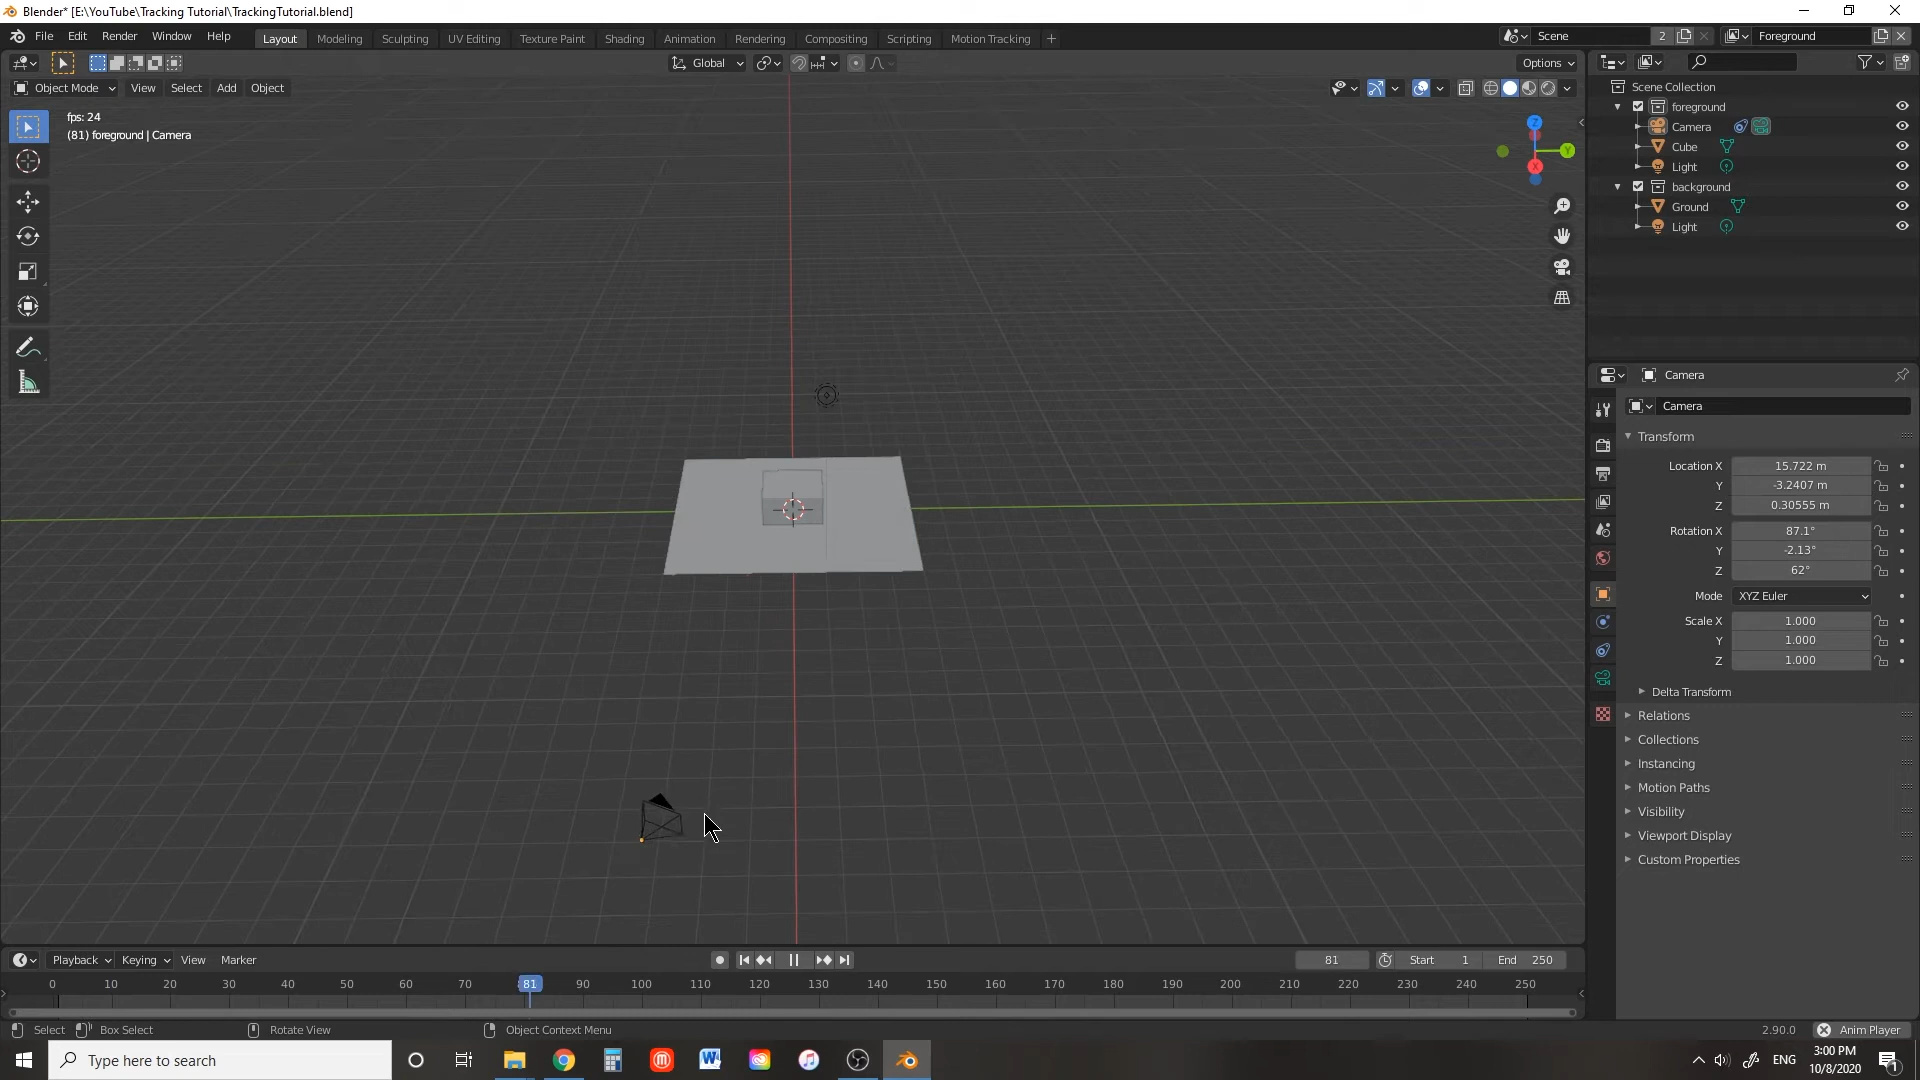 Blender* [E:\YouTube\Tracking Tutorial\TrackingTutorial.blend]
File Edit Render Window Help Layout Modeling Sculpting UV Editing Texture Paint Shading Animation Rendering Compositing Scripting Motion Tracking + Scene 2 Foreground
Global Options
Object Mode View Select Add Object
Scene Collection
foreground
Camera
Cube
Light
background
Ground
Light
fps: 24
(81) foreground | Camera
Z
Y
X
Camera
Camera
Transform
Location X 15.722 m
Y -3.2407 m
Z 0.30555 m
Rotation X 87.1°
Y -2.13°
Z 62°
Mode XYZ Euler
Scale X 1.000
Y 1.000
Z 1.000
Delta Transform
Relations
Collections
Instancing
Motion Paths
Visibility
Viewport Display
Custom Properties
Playback Keying View Marker 81 Start 1 End 250
0 10 20 30 40 50 60 70 81 90 100 110 120 130 140 150 160 170 180 190 200 210 220 230 240 250
Select Box Select Rotate View Object Context Menu 2.90.0 Anim Player
Type here to search ENG 3:00 PM
10/8/2020 1